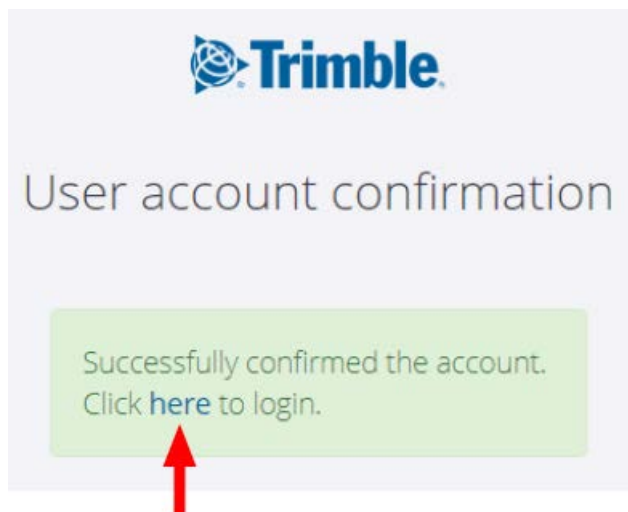 Trimble
User account confirmation
Successfully confirmed the account.
Click here to login.